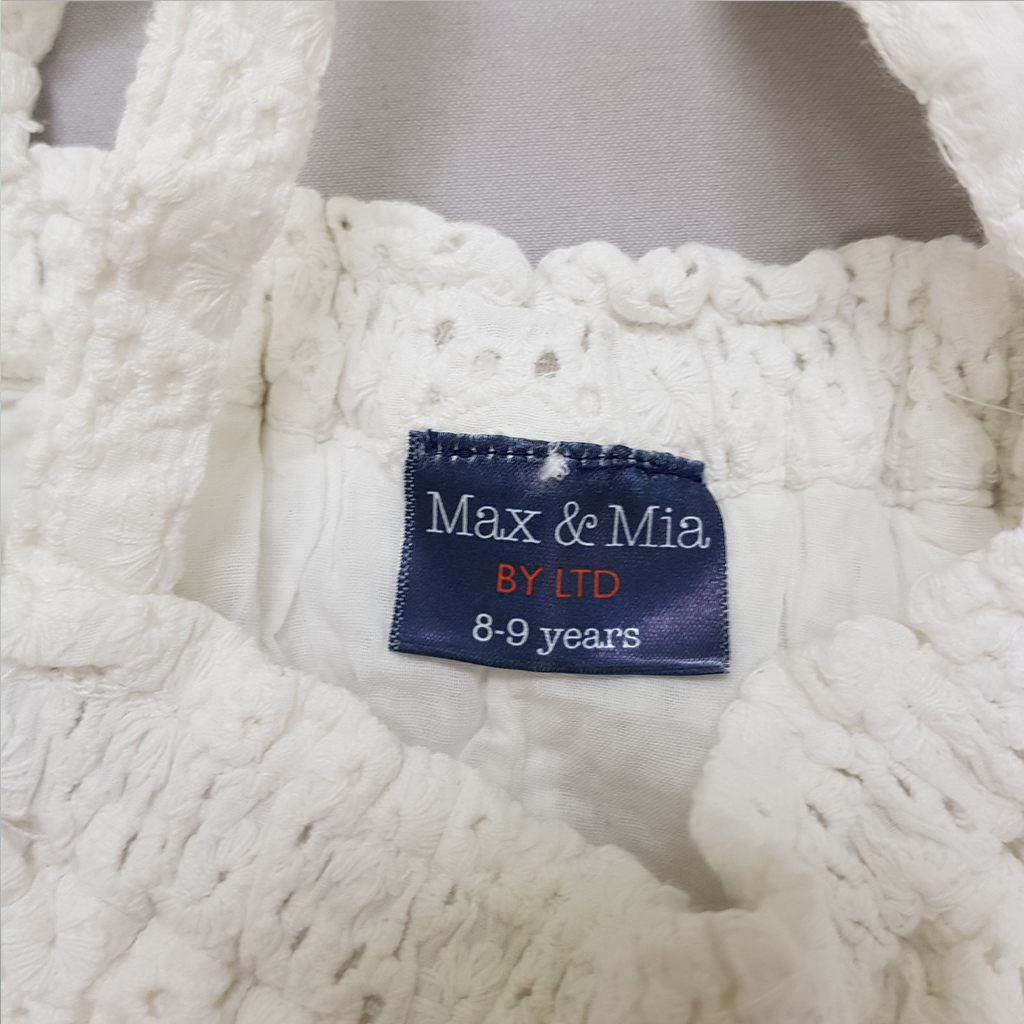 Max & Mia
BY LTD
8-9 years